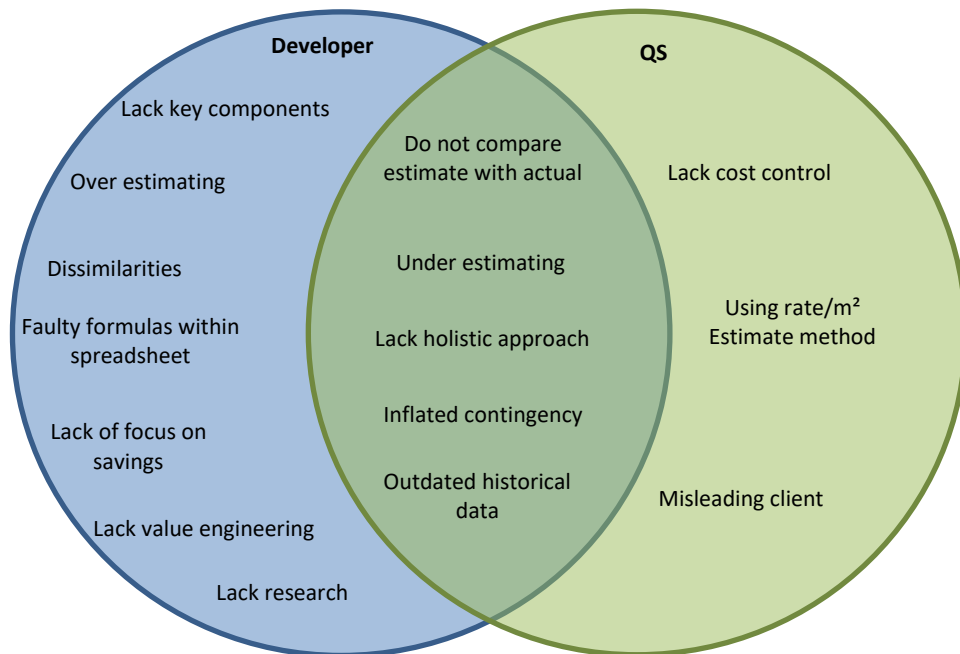 Developer
Lack key components
Over estimating
Dissimilarities
Faulty formulas within
spreadsheet
Lack of focus on
savings
Lack value engineering
Lack research
Do not compare
estimate with actual
Under estimating
Lack holistic approach
Inflated contingency
Outdated historical
data
QS
Lack cost control
Using rate/m²
Estimate method
Misleading client